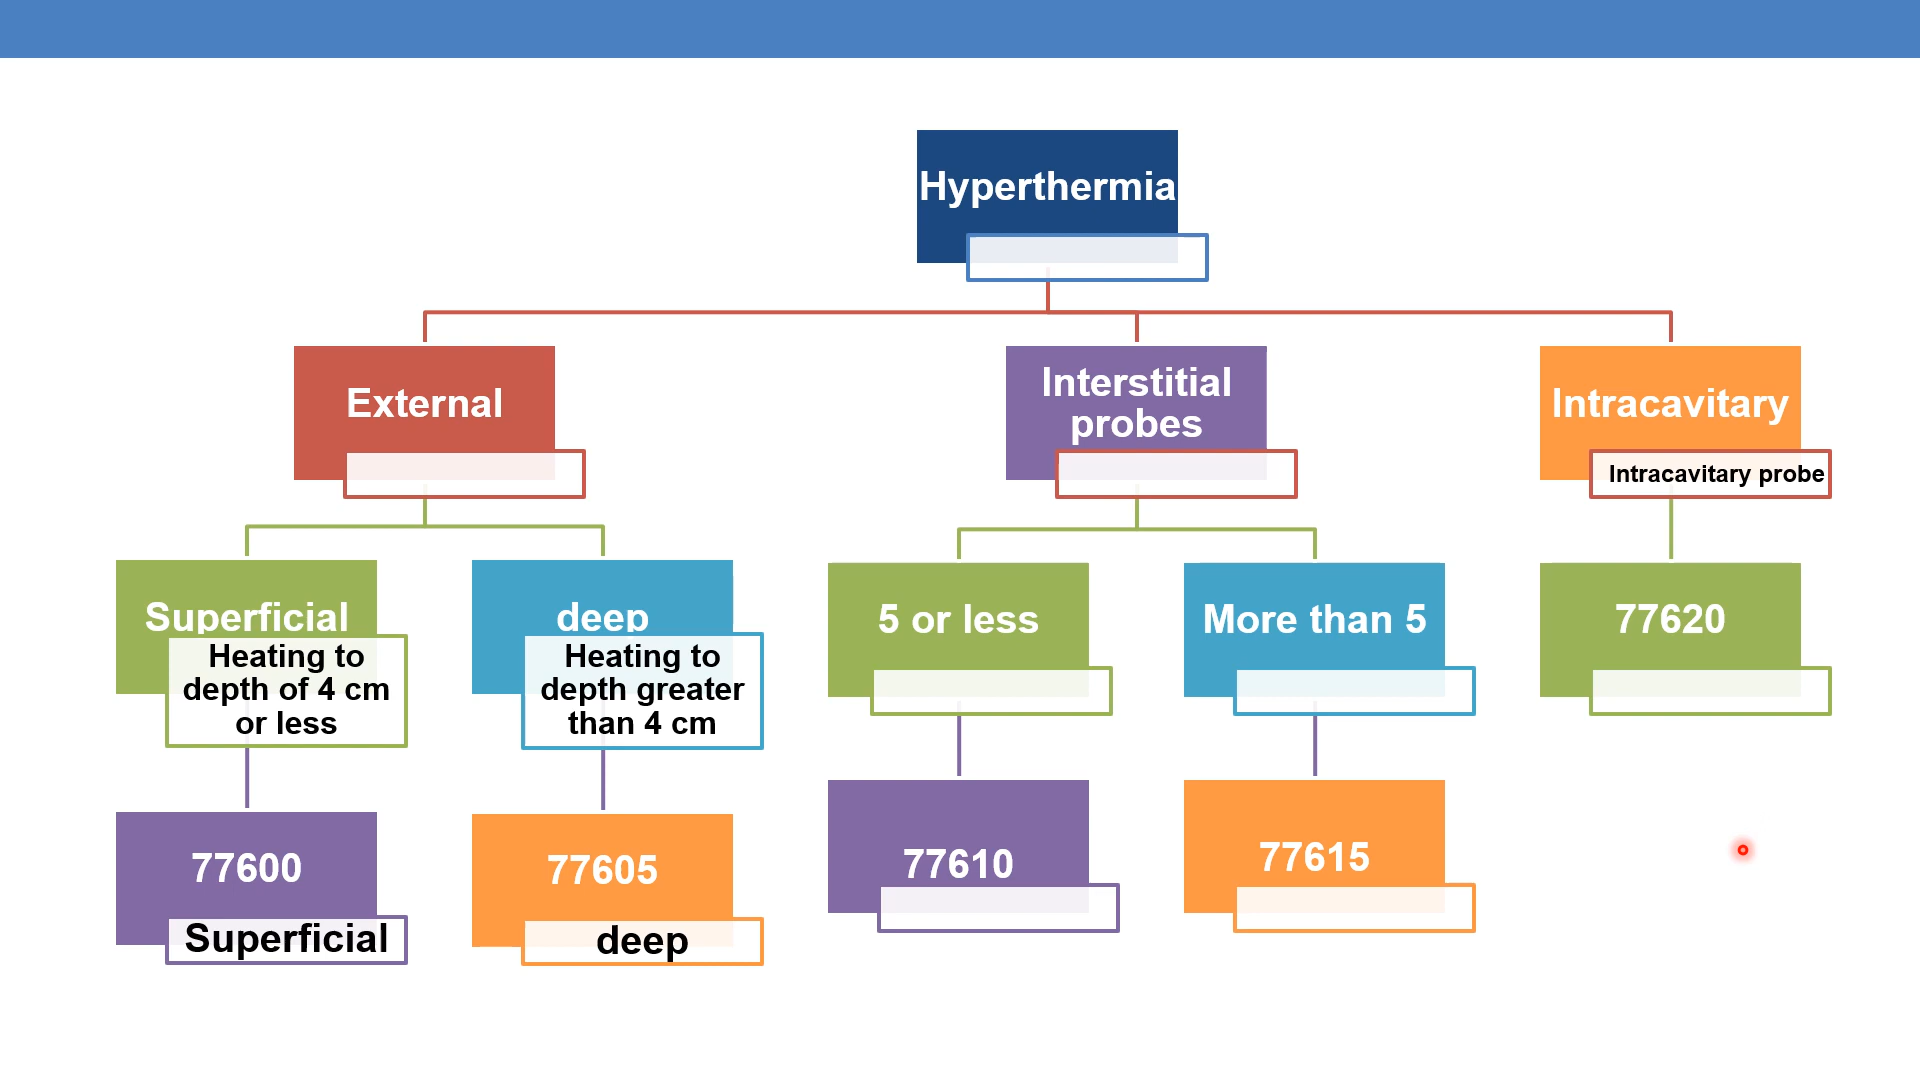 Hyperthermia
External
Interstitial
probes
Intracavitary
Intracavitary probe
Superficial
Heating to
depth of 4 cm
or less
deep
Heating to
depth greater
than 4 cm
5 or less
More than 5
77620
77600
Superficial
77605
deep
77610
77615